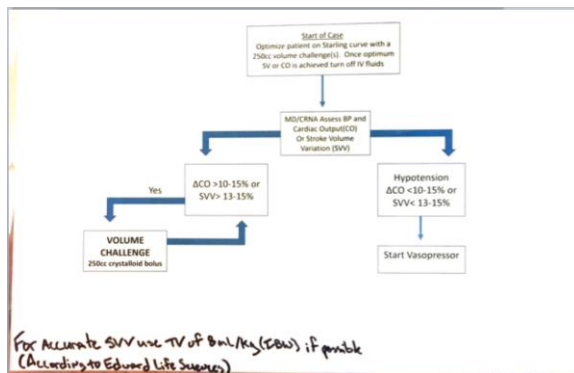 Start of Case
Optimize patient on Starling curve with a
250cc volume challenge(s). Once optimum
SV or CO is achieved turn off IV fluids
MD/CRNA Assess BP and
Cardiac Output(CO)
Or Stroke Volume
Variation (SVV)
Yes
ΔCO >10-15% or
SVV> 13-15%
Hypotension
ΔCO <10-15% or
SVV< 13-15%
VOLUME
CHALLENGE
250cc crystalloid bolus
Start Vasopressor
For Accurate SVV use TV of 8mL/kg (IBW) if possible
(According to Edward Life Sciences)